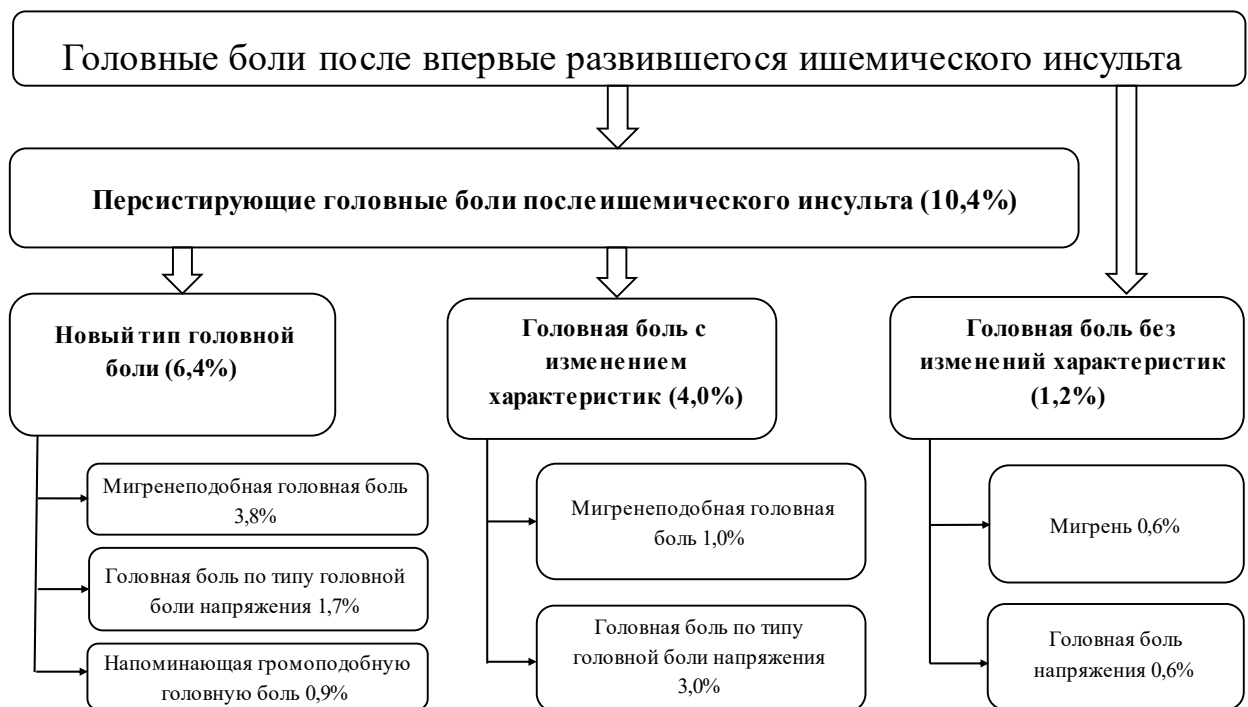 Головные боли после впервые развившегося ишемического инсульта
Персистирующие головные боли после ишемического инсульта (10,4%)
Новый тип головной
боли (6,4%)
Мигренеподобная головная боль
3,8%
Головная боль по типу головной
боли напряжения 1,7%
Напоминающая громоподобную
головную боль 0,9%
Головная боль с
изменением
характеристик (4,0%)
Мигренеподобная головная
боль 1,0%
Головная боль по типу
головной боли напряжения
3,0%
Головная боль без
изменений характеристик
(1,2%)
Мигрень 0,6%
Головная боль
напряжения 0,6%